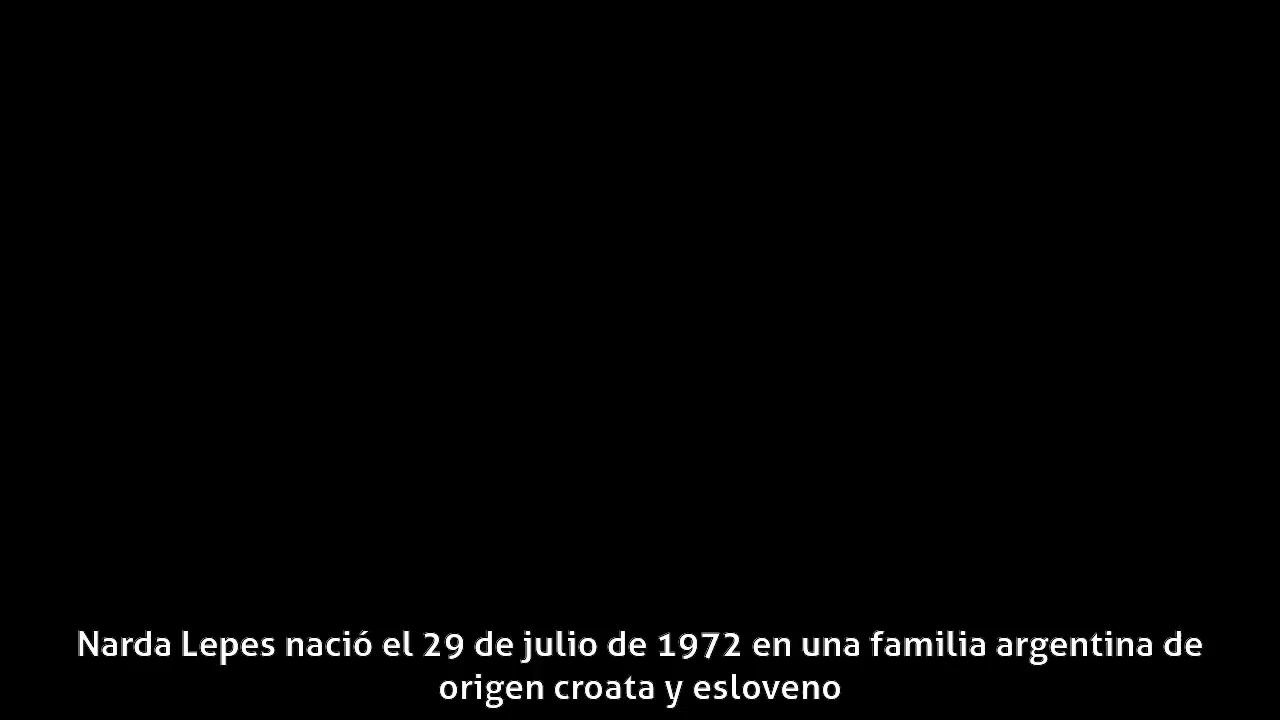 Narda Lepes nació el 29 de julio de 1972 en una familia argentina de
origen croata y esloveno